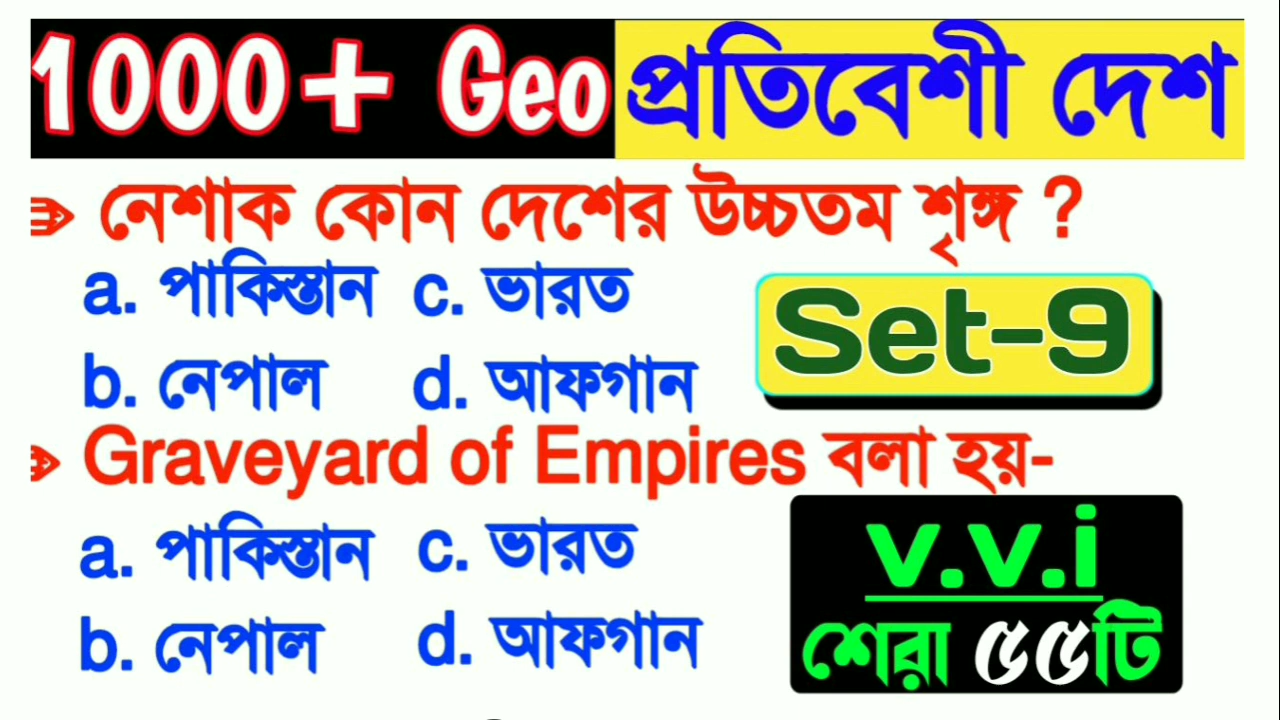 1000+ Geo প্রতিবেশী দেশ
নেশাক কোন দেশের উচ্চতম শৃঙ্গ ?
a. পাকিস্তান c. ভারত
b. নেপাল d. আফগান
Set-9
Graveyard of Empires বলা হয়-
a. পাকিস্তান c. ভারত
b. নেপাল d. আফগান
v.v.i
শেরা ৫৫টি